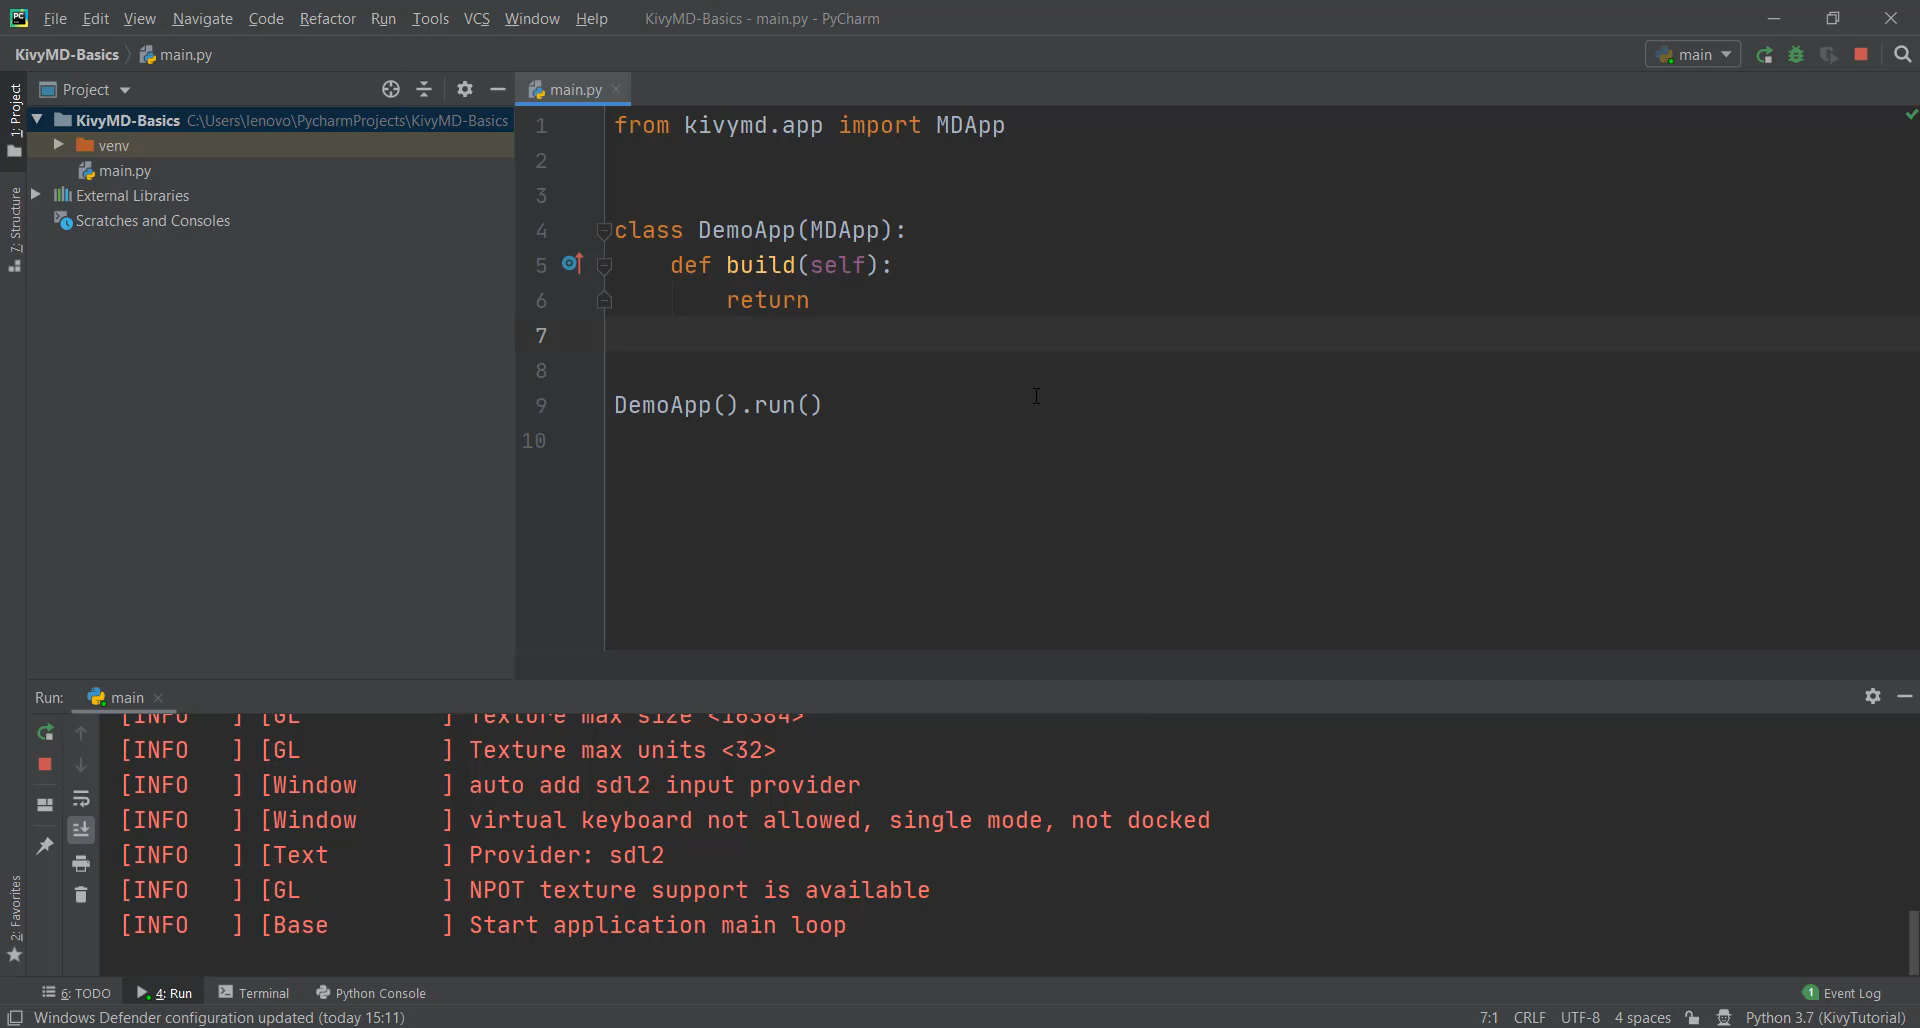 File Edit View Navigate Code Refactor Run Tools VCS Window Help KivyMD-Basics - main.py - PyCharm
KivyMD-Basics main.py
main
1: Project
Project
main.py
KivyMD-Basics C:\Users\lenovo\PycharmProjects\KivyMD-Basics
venv
main.py
External Libraries
Scratches and Consoles
7: Structure
1 from kivymd.app import MDApp
2
3
4 class DemoApp(MDApp):
5 def build(self):
6 return
7
8
9 DemoApp().run()
10
Run: main
[INFO ] [GL ] Texture max size <16384>
[INFO ] [GL ] Texture max units <32>
[INFO ] [Window ] auto add sdl2 input provider
[INFO ] [Window ] virtual keyboard not allowed, single mode, not docked
[INFO ] [Text ] Provider: sdl2
[INFO ] [GL ] NPOT texture support is available
[INFO ] [Base ] Start application main loop
2: Favorites
6: TODO 4: Run Terminal Python Console 1 Event Log
Windows Defender configuration updated (today 15:11) 7:1 CRLF UTF-8 4 spaces Python 3.7 (KivyTutorial)